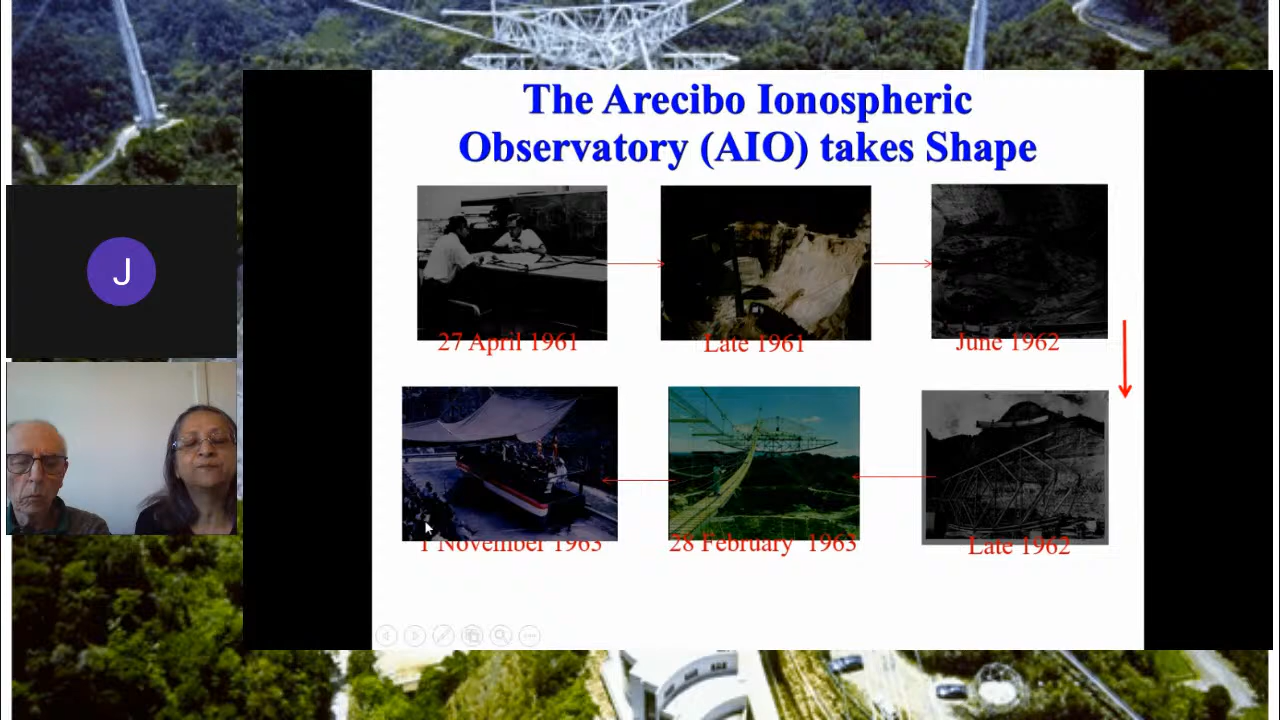 The Arecibo Ionospheric
Observatory (AIO) takes Shape
J
27 April 1961
Late 1961
June 1962
1 November 1963
28 February 1963
Late 1962